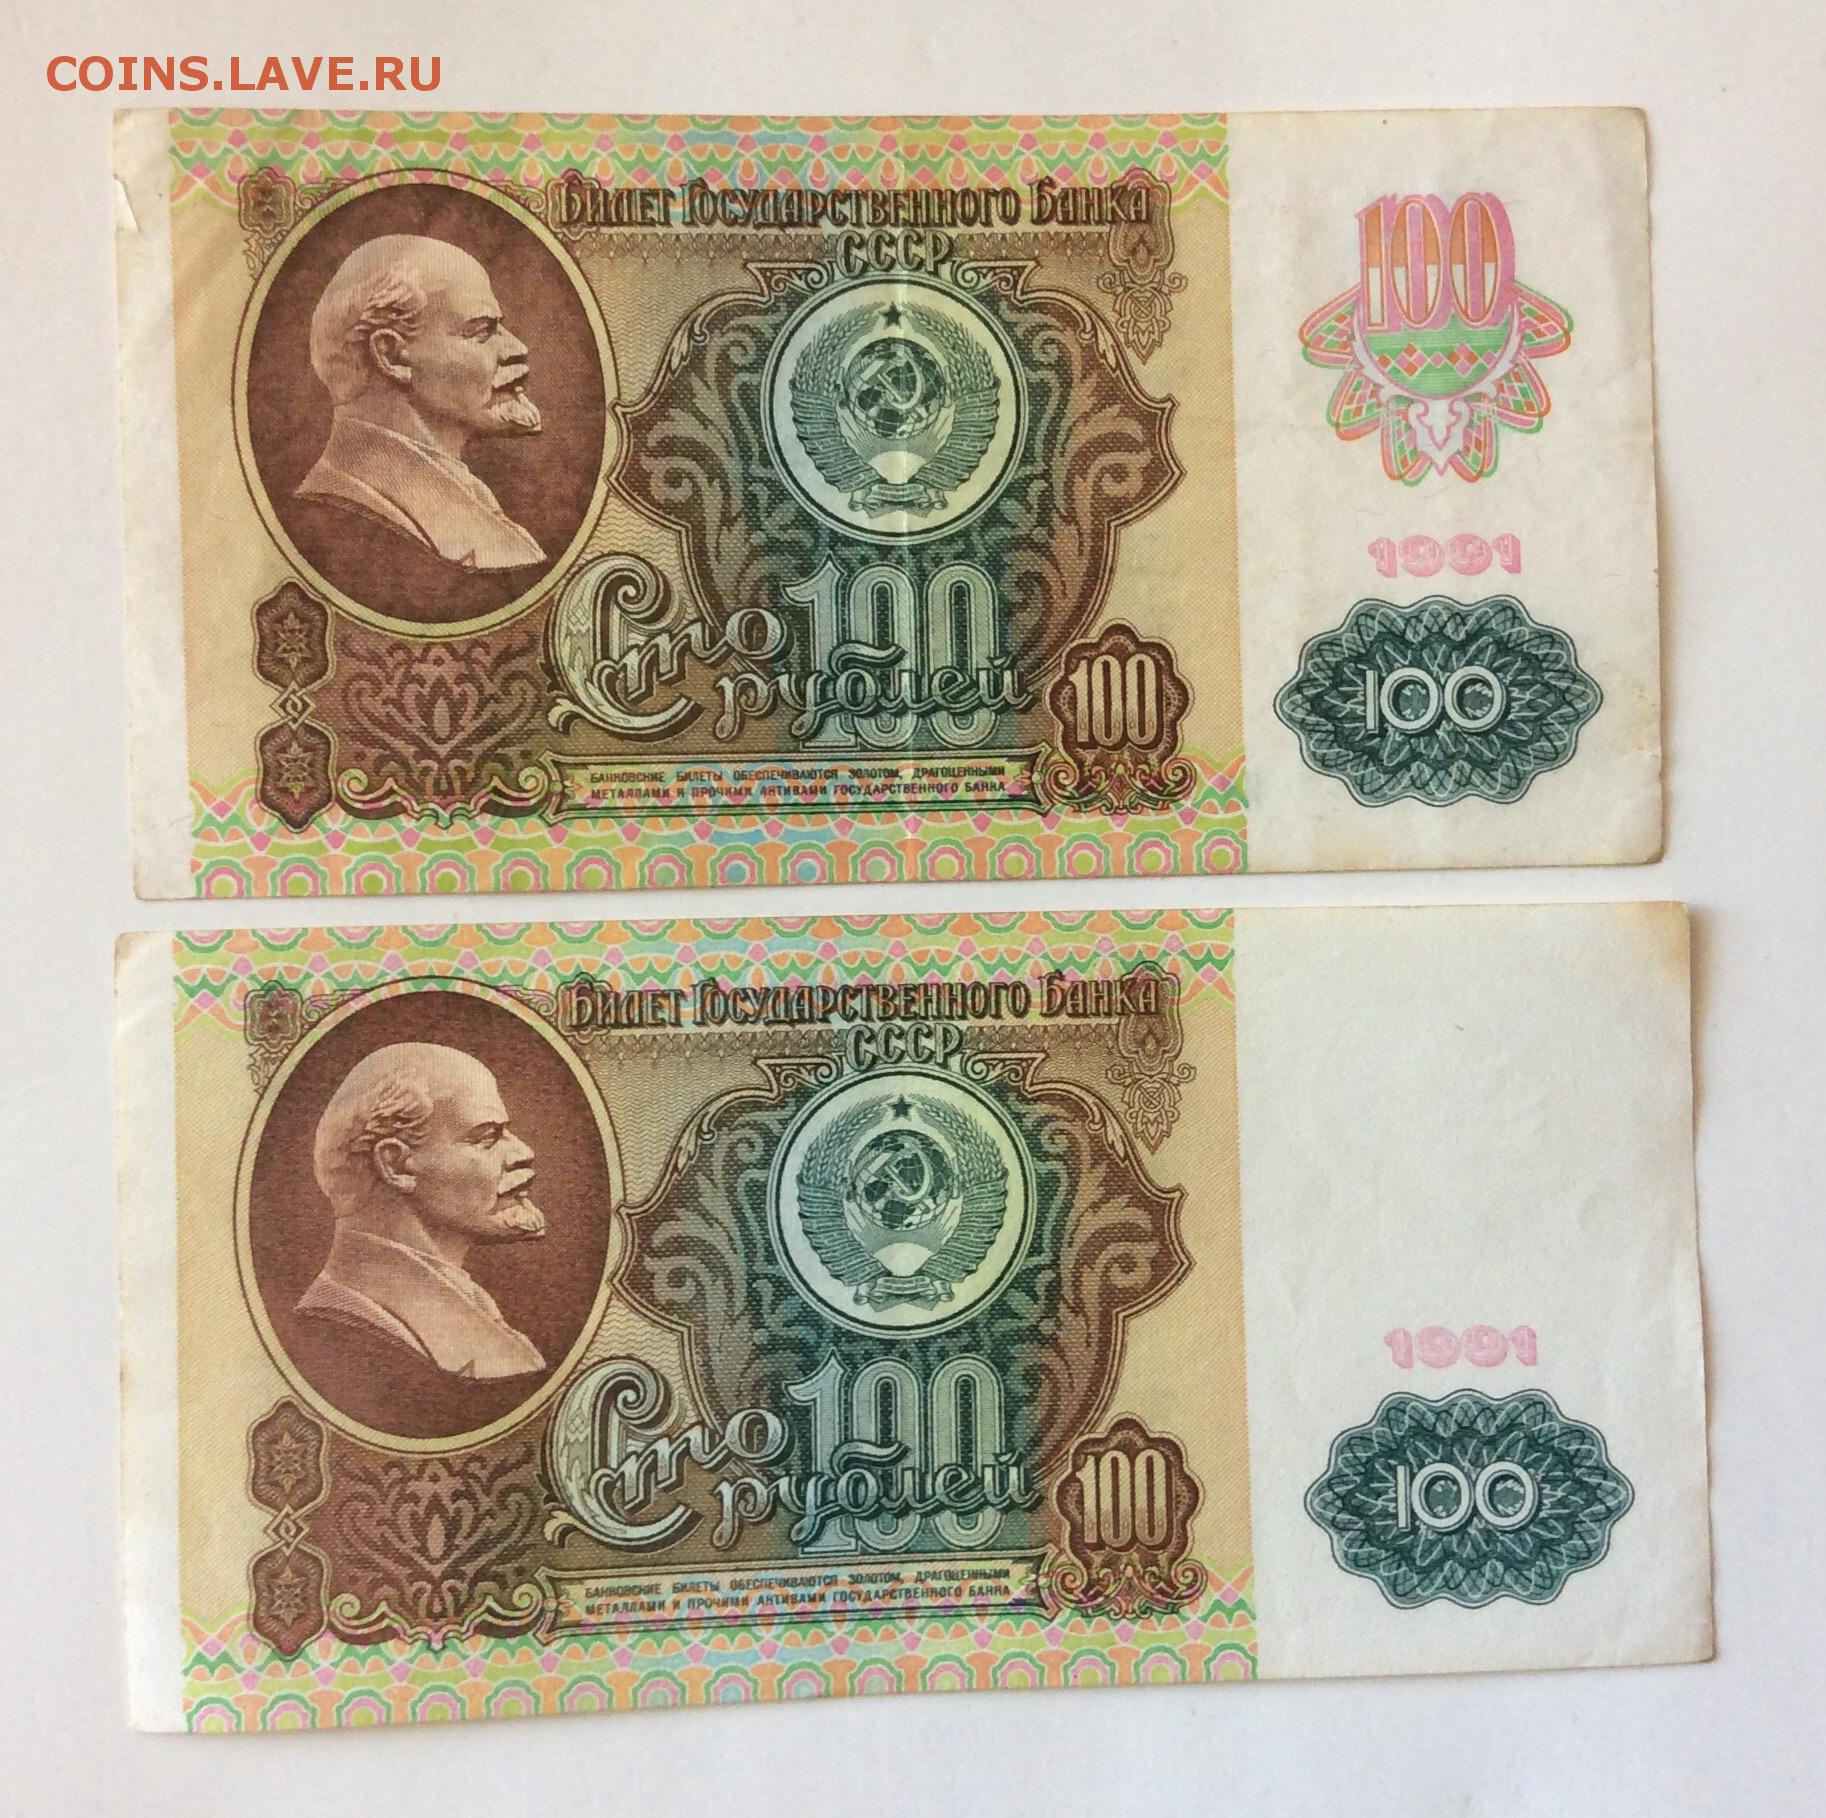 COINS.LAVE.RU
Билет Государственного Банка
СССР
100
1991
100
Сто
100
рублей
100
БАНКОВСКИЕ БИЛЕТЫ ОБЕСПЕЧИВАЮТСЯ ЗОЛОТОМ, ДРАГОЦЕННЫМИ
МЕТАЛЛАМИ И ПРОЧИМИ АКТИВАМИ ГОСУДАРСТВЕННОГО БАНКА
Билет Государственного Банка
СССР
1991
100
Сто
100
рублей
100
БАНКОВСКИЕ БИЛЕТЫ ОБЕСПЕЧИВАЮТСЯ ЗОЛОТОМ, ДРАГОЦЕННЫМИ
МЕТАЛЛАМИ И ПРОЧИМИ АКТИВАМИ ГОСУДАРСТВЕННОГО БАНКА